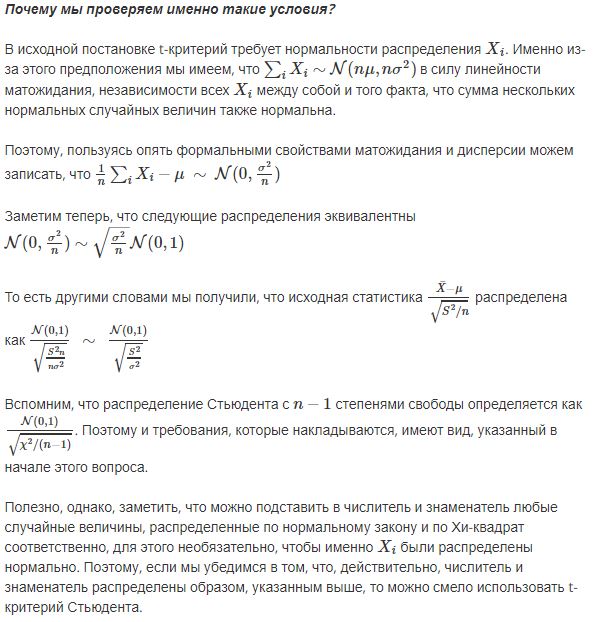 Почему мы проверяем именно такие условия?
В исходной постановке t-критерий требует нормальности распределения $X_i$. Именно из-
за этого предположения мы имеем, что $\sum_i X_i \sim \mathcal{N}(n\mu, n\sigma^2)$ в силу линейности
матожидания, независимости всех $X_i$ между собой и того факта, что сумма нескольких
нормальных случайных величин также нормальна.
Поэтому, пользуясь опять формальными свойствами матожидания и дисперсии можем
записать, что $\frac{1}{n}\sum_i X_i - \mu \sim \mathcal{N}(0, \frac{\sigma^2}{n})$
Заметим теперь, что следующие распределения эквивалентны
$\mathcal{N}(0, \frac{\sigma^2}{n}) \sim \sqrt{\frac{\sigma^2}{n}}\mathcal{N}(0, 1)$
То есть другими словами мы получили, что исходная статистика $\frac{\bar{X}-\mu}{\sqrt{S^2/n}}$ распределена
как $\frac{\mathcal{N}(0,1)}{\sqrt{\frac{S^2n}{n\sigma^2}}} \sim \frac{\mathcal{N}(0,1)}{\sqrt{\frac{S^2}{\sigma^2}}}$
Вспомним, что распределение Стьюдента с $n-1$ степенями свободы определяется как
$\frac{\mathcal{N}(0,1)}{\sqrt{\chi^2/(n-1)}}$. Поэтому и требования, которые накладываются, имеют вид, указанный в
начале этого вопроса.
Полезно, однако, заметить, что можно подставить в числитель и знаменатель любые
случайные величины, распределенные по нормальному закону и по Хи-квадрат
соответственно, для этого необязательно, чтобы именно $X_i$ были распределены
нормально. Поэтому, если мы убедимся в том, что, действительно, числитель и
знаменатель распределены образом, указанным выше, то можно смело использовать t-
критерий Стьюдента.